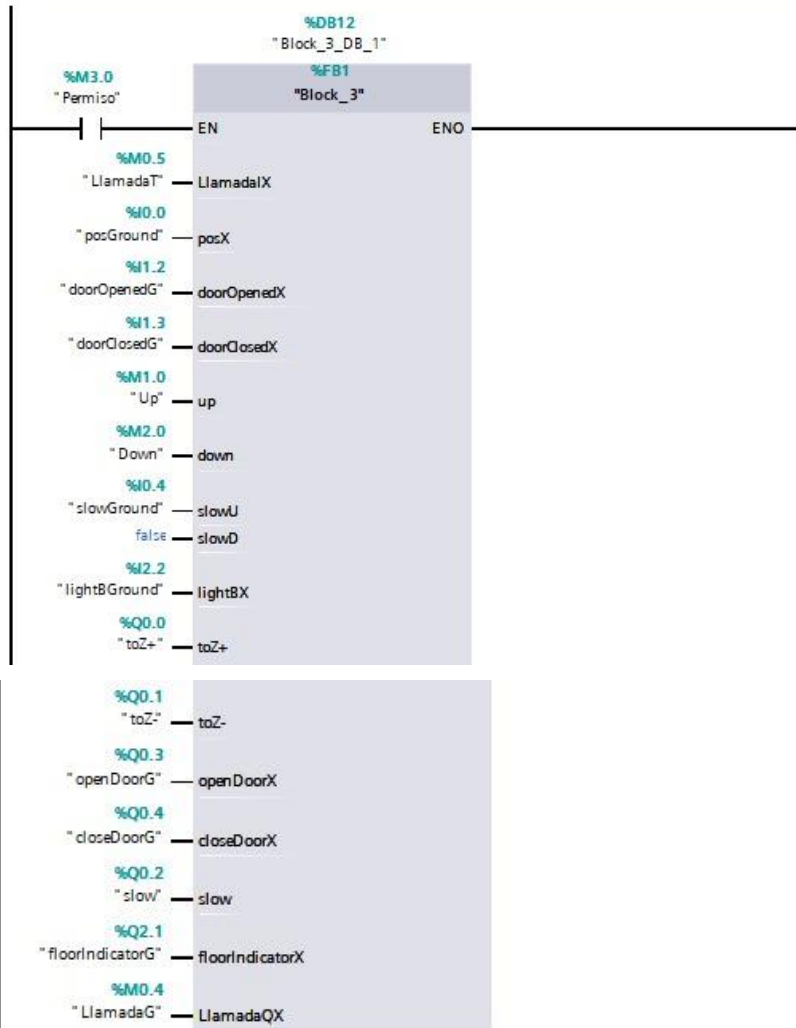 %DB12
"Block_3_DB_1"
%FB1
"Block_3"
%M3.0
"Permiso"
EN ENO
%M0.5
"LlamadaT" LlamadaIX
%I0.0
"posGround" posX
%I1.2
"doorOpenedG" doorOpenedX
%I1.3
"doorClosedG" doorClosedX
%M1.0
"Up" up
%M2.0
"Down" down
%I0.4
"slowGround" slowU
false slowD
%I2.2
"lightBGround" lightBX
%Q0.0
"toZ+" toZ+
%Q0.1
"toZ-" toZ-
%Q0.3
"openDoorG" openDoorX
%Q0.4
"closeDoorG" closeDoorX
%Q0.2
"slow" slow
%Q2.1
"floorIndicatorG" floorIndicatorX
%M0.4
"LlamadaG" LlamadaQX